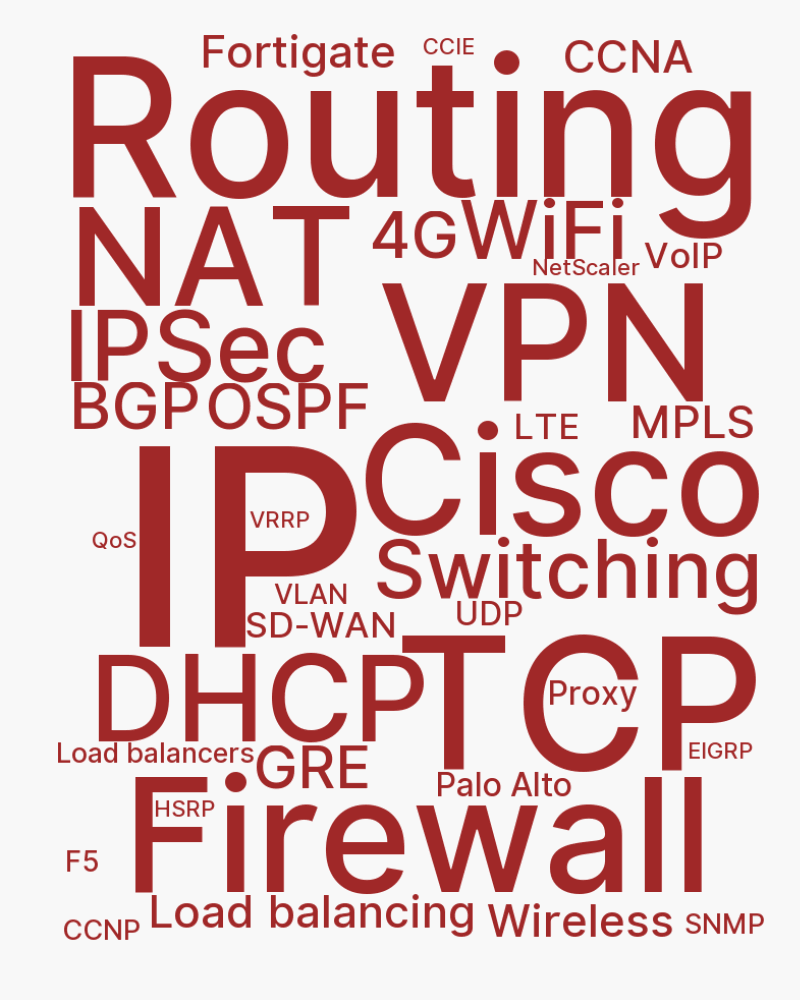 Fortigate
CCIE
CCNA
Routing
NAT
4G
WiFi
VoIP
NetScaler
IPSec
VPN
BGP
OSPF
LTE
MPLS
IP
Cisco
VRRP
QoS
Switching
VLAN
SD-WAN
UDP
DHCP
TCP
Proxy
Load balancers
GRE
EIGRP
Palo Alto
Firewall
HSRP
F5
CCNP
Load balancing
Wireless
SNMP